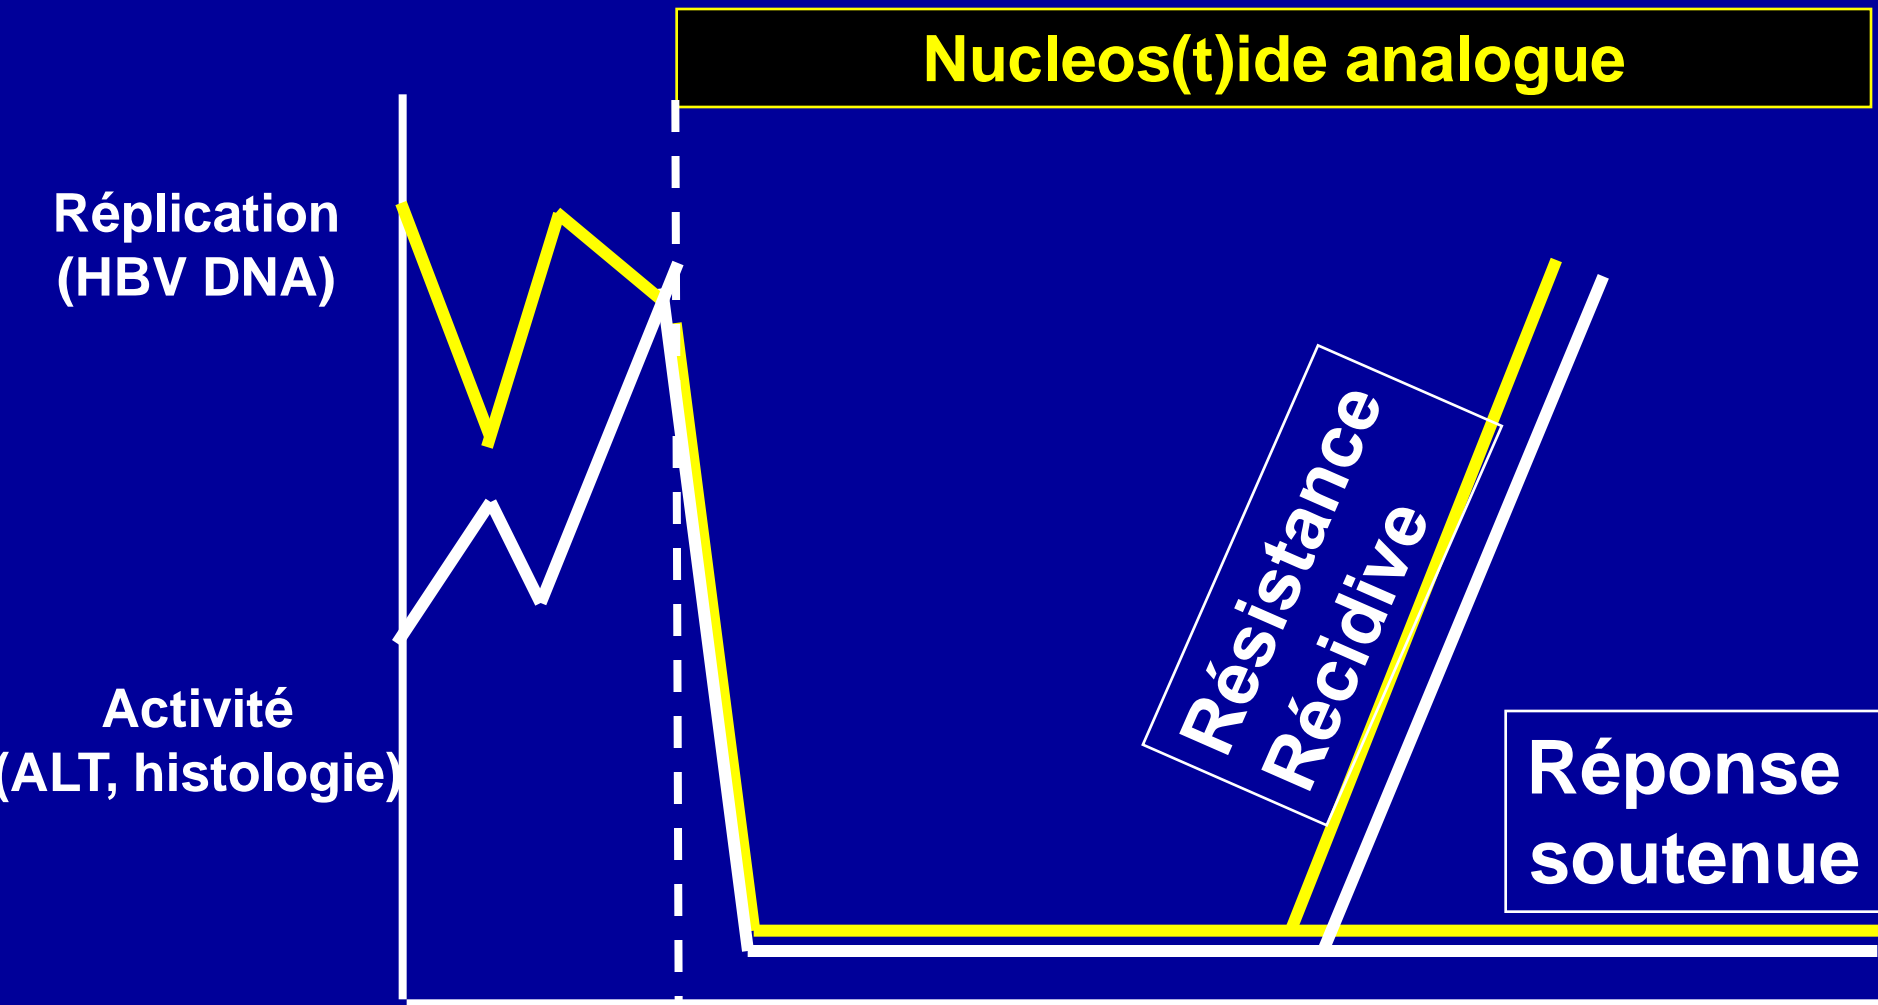 Nucleos(t)ide analogue
Réplication
(HBV DNA)
Résistance
Récidive
Activité
(ALT, histologie)
Réponse
soutenue